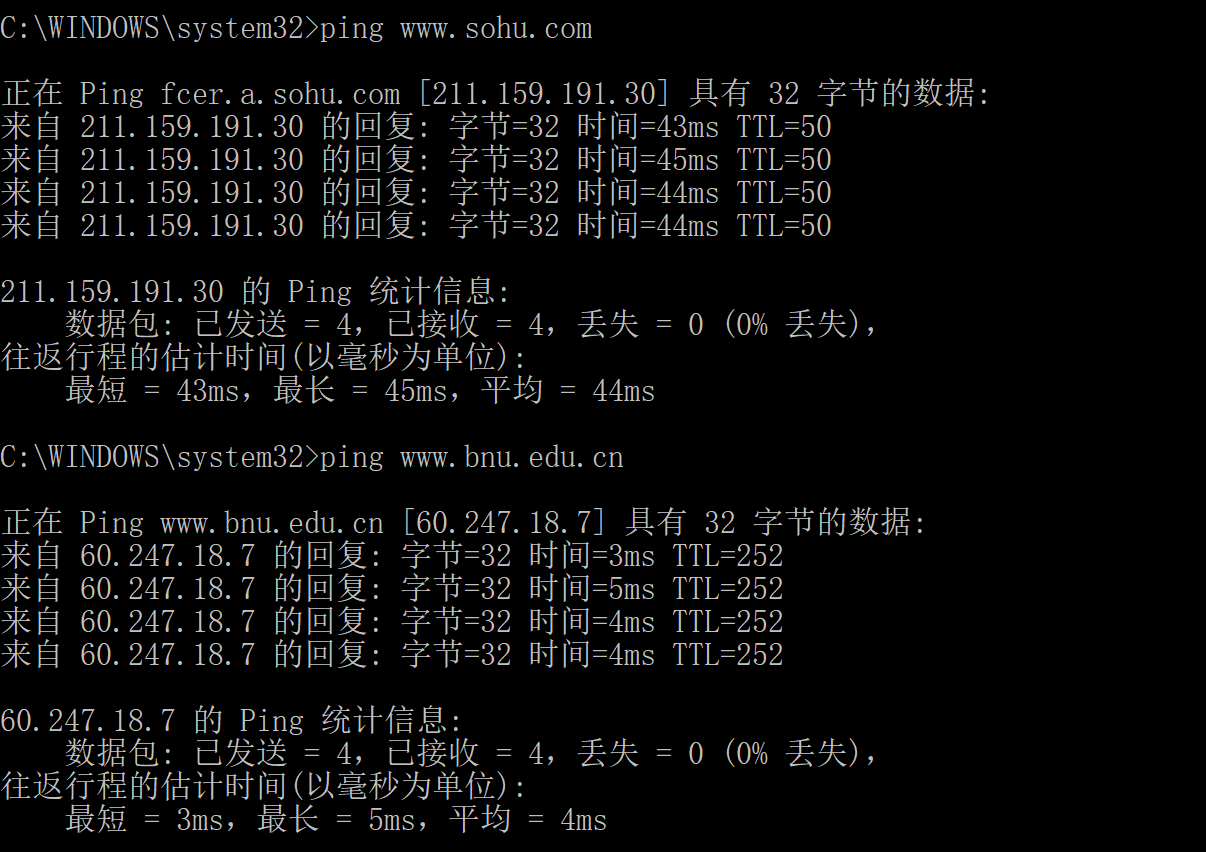 C:\WINDOWS\system32>ping www.sohu.com
正在 Ping fcer.a.sohu.com [211.159.191.30] 具有 32 字节的数据:
来自 211.159.191.30 的回复: 字节=32 时间=43ms TTL=50
来自 211.159.191.30 的回复: 字节=32 时间=45ms TTL=50
来自 211.159.191.30 的回复: 字节=32 时间=44ms TTL=50
来自 211.159.191.30 的回复: 字节=32 时间=44ms TTL=50
211.159.191.30 的 Ping 统计信息:
数据包: 已发送 = 4，已接收 = 4，丢失 = 0 (0% 丢失)，
往返行程的估计时间(以毫秒为单位):
最短 = 43ms，最长 = 45ms，平均 = 44ms
C:\WINDOWS\system32>ping www.bnu.edu.cn
正在 Ping www.bnu.edu.cn [60.247.18.7] 具有 32 字节的数据:
来自 60.247.18.7 的回复: 字节=32 时间=3ms TTL=252
来自 60.247.18.7 的回复: 字节=32 时间=5ms TTL=252
来自 60.247.18.7 的回复: 字节=32 时间=4ms TTL=252
来自 60.247.18.7 的回复: 字节=32 时间=4ms TTL=252
60.247.18.7 的 Ping 统计信息:
数据包: 已发送 = 4，已接收 = 4，丢失 = 0 (0% 丢失)，
往返行程的估计时间(以毫秒为单位):
最短 = 3ms，最长 = 5ms，平均 = 4ms